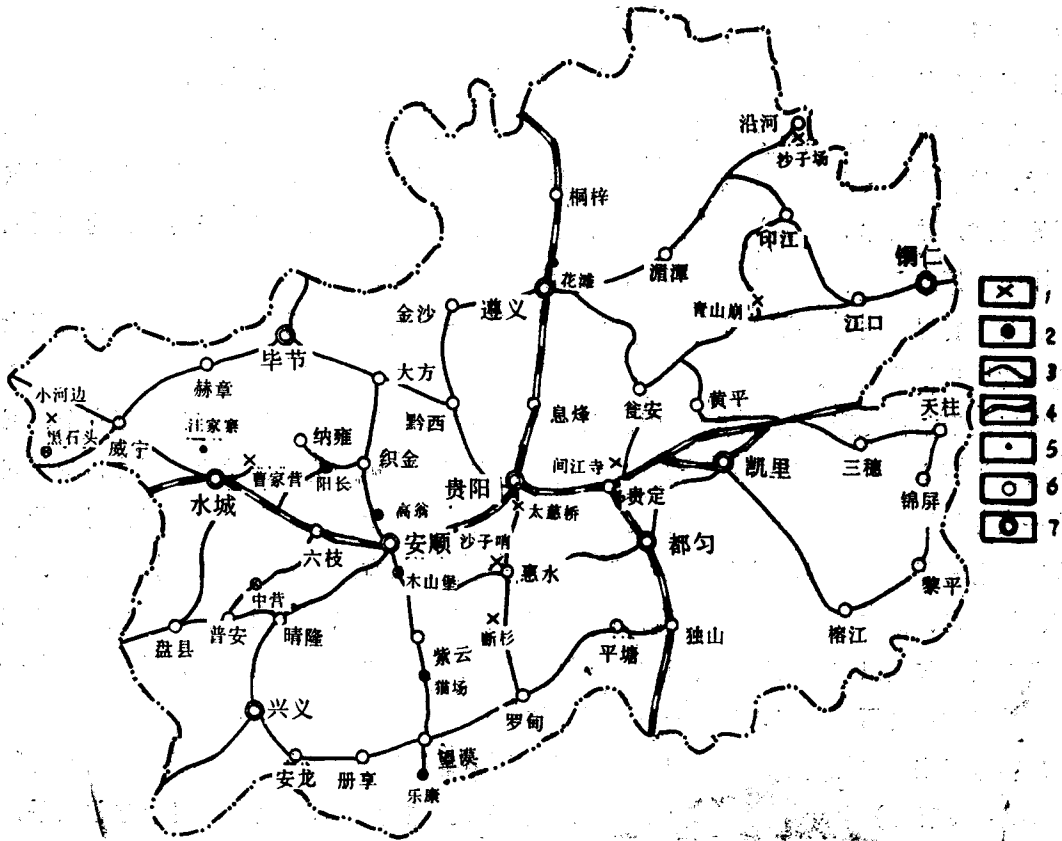 沿河
沙子场
桐梓
印江
湄潭
铜仁
花滩
遵义
金沙
青山崩
江口
毕节
大方
赫章
小河边
息烽
瓮安
黄平
天柱
黔西
汪家寨
纳雍
黑石头
威宁
织金
闻江寺
三穗
凯里
曹家营
阳长
贵阳
贵定
锦屏
水城
高翁
太慈桥
六枝
安顺
沙子哨
都匀
木山堡
惠水
中营
黎平
盘县
普安
晴隆
断杉
榕江
平塘
独山
紫云
猫场
兴义
罗甸
望谟
安龙
册亨
乐康
1
2
3
4
5
6
7